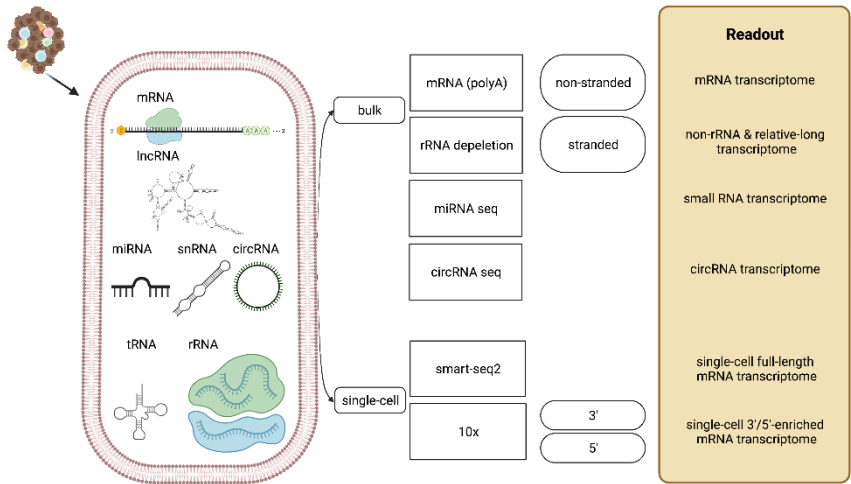 mRNA
lncRNA
miRNA
snRNA
circRNA
tRNA
rRNA
bulk
single-cell
mRNA (polyA)
non-stranded
rRNA depeletion
stranded
miRNA seq
circRNA seq
smart-seq2
10x
3'
5'
Readout
mRNA transcriptome
non-rRNA & relative-long
transcriptome
small RNA transcriptome
circRNA transcriptome
single-cell full-length
mRNA transcriptome
single-cell 3'/5'-enriched
mRNA transcriptome